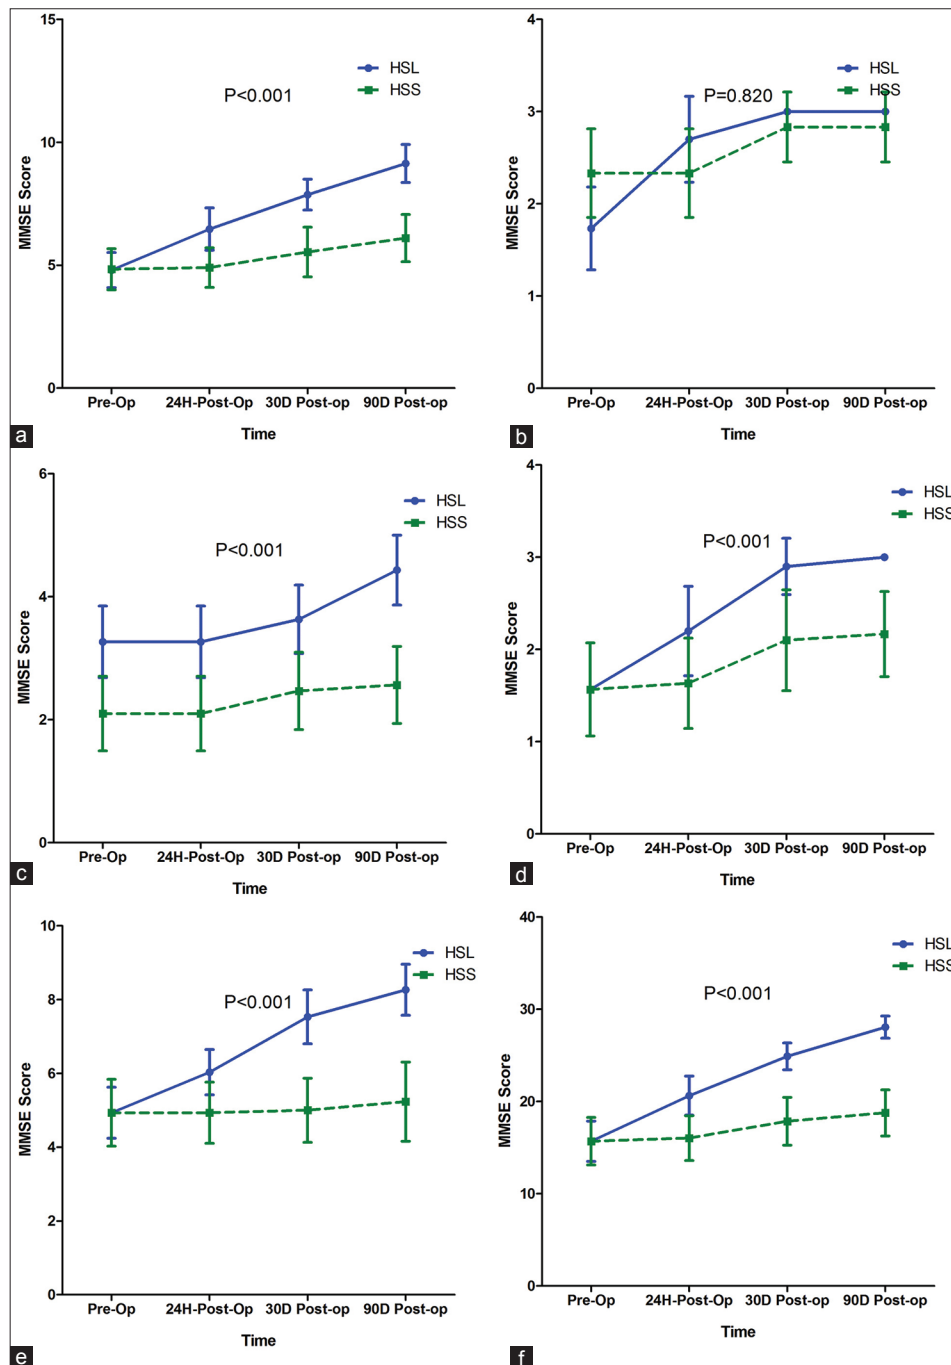 15
10
5
0
MMSE Score
P<0.001
HSL
HSS
Pre-Op 24H-Post-Op 30D Post-op 90D Post-op
Time
a
4
3
2
1
0
MMSE Score
P=0.820
HSL
HSS
Pre-Op 24H-Post-Op 30D Post-op 90D Post-op
Time
b
6
4
2
0
MMSE Score
P<0.001
HSL
HSS
Pre-Op 24H-Post-Op 30D Post-op 90D Post-op
Time
c
4
3
2
1
0
MMSE Score
P<0.001
HSL
HSS
Pre-Op 24H-Post-Op 30D Post-op 90D Post-op
Time
d
10
8
6
4
2
0
MMSE Score
P<0.001
HSL
HSS
Pre-Op 24H-Post-Op 30D Post-op 90D Post-op
Time
e
40
30
20
10
0
MMSE Score
P<0.001
HSL
HSS
Pre-Op 24H-Post-Op 30D Post-op 90D Post-op
Time
f